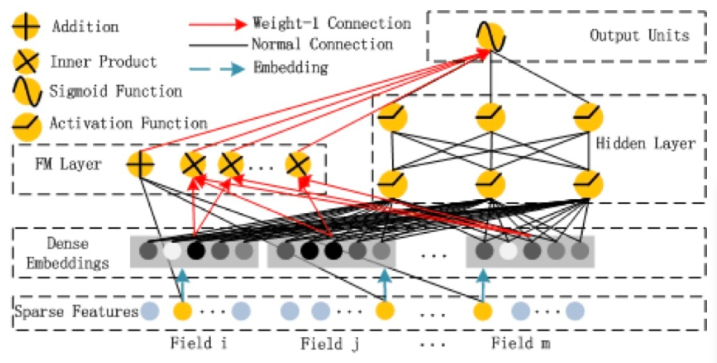 Addition
Inner Product
Sigmoid Function
Activation Function
Weight-1 Connection
Normal Connection
Embedding
Output Units
Hidden Layer
FM Layer
...
Dense
Embeddings
...
Sparse Features
... ... ... ...
Field i Field j ... Field m